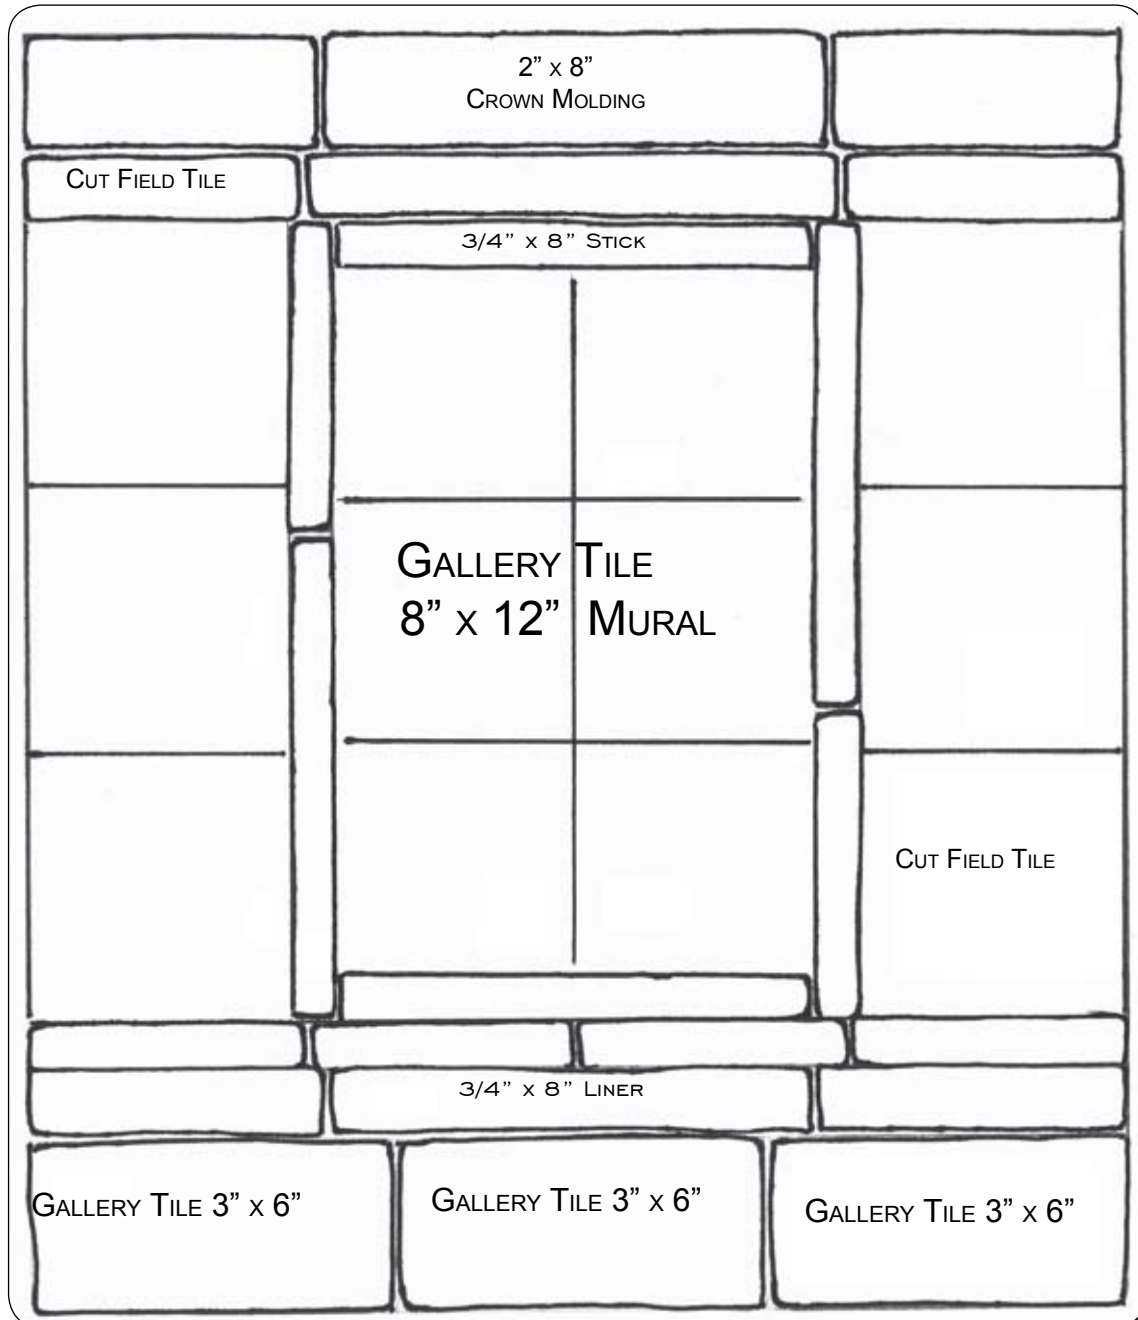 2” x 8”
Crown Molding
Cut Field Tile
3/4” x 8” Stick
Gallery Tile
8” x 12” Mural
Cut Field Tile
3/4” x 8” Liner
Gallery Tile 3” x 6”
Gallery Tile 3” x 6”
Gallery Tile 3” x 6”